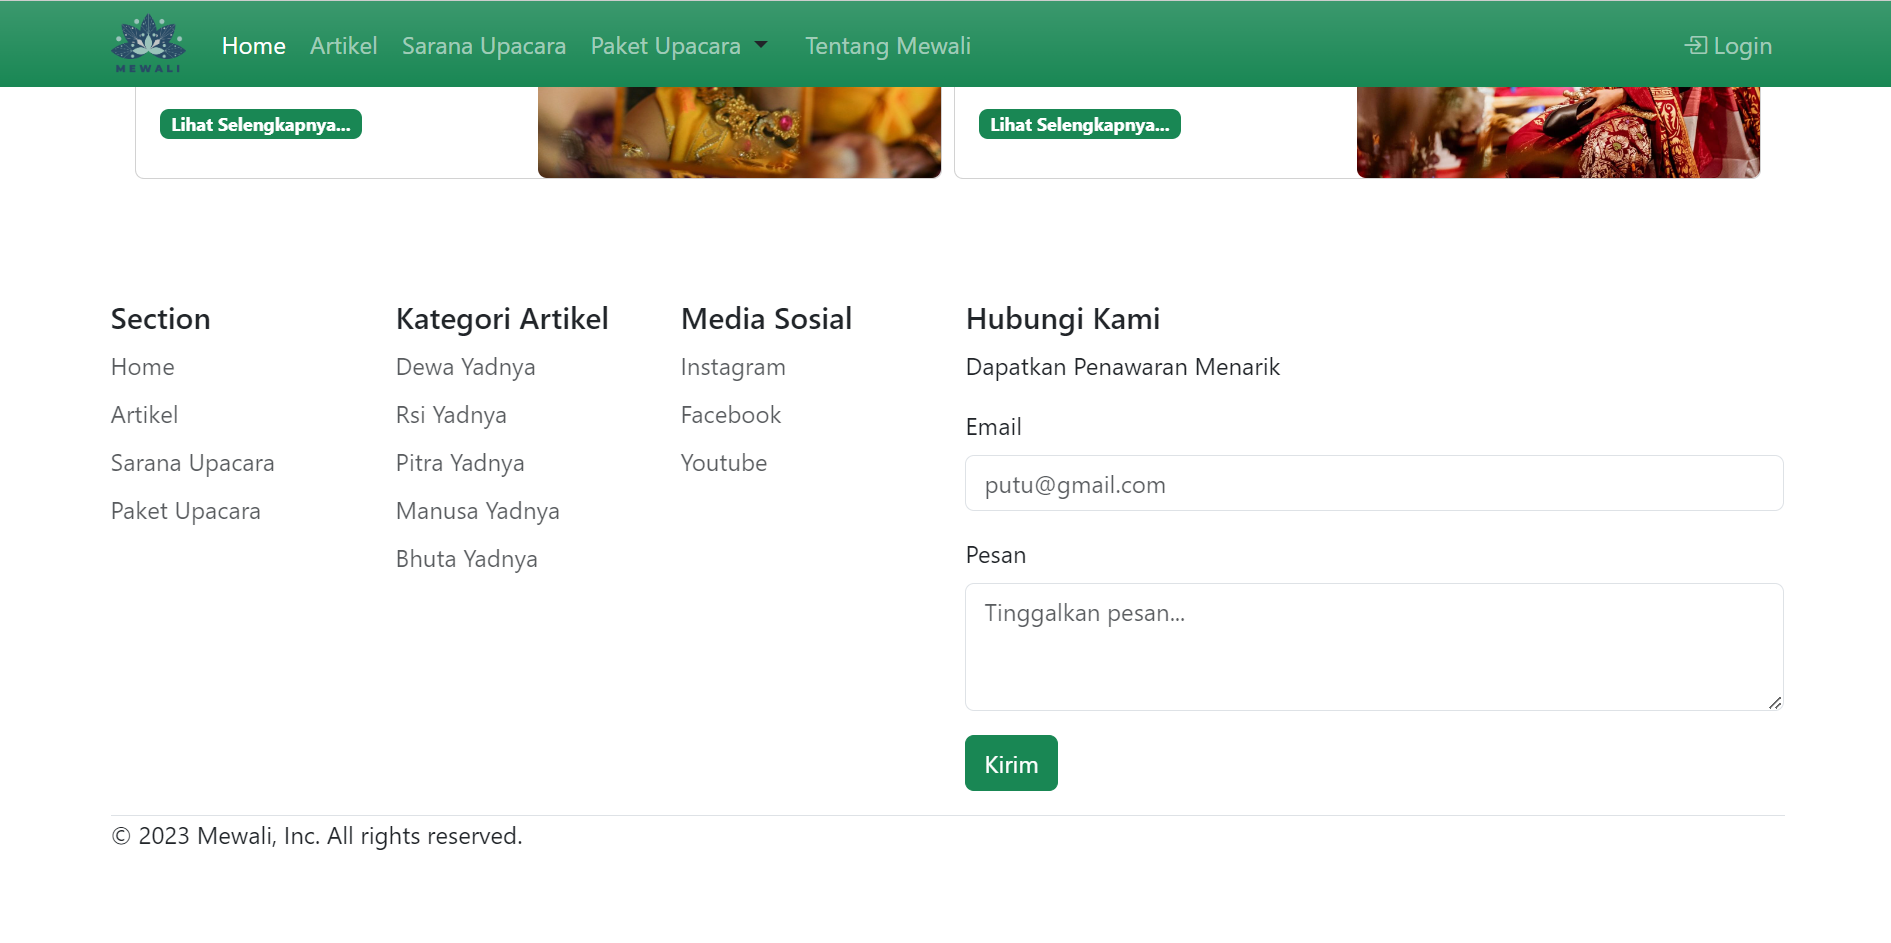 MEWALI
Home Artikel Sarana Upacara Paket Upacara Tentang Mewali Login
Lihat Selengkapnya... Lihat Selengkapnya...
Section
Home
Artikel
Sarana Upacara
Paket Upacara
Kategori Artikel
Dewa Yadnya
Rsi Yadnya
Pitra Yadnya
Manusa Yadnya
Bhuta Yadnya
Media Sosial
Instagram
Facebook
Youtube
Hubungi Kami
Dapatkan Penawaran Menarik
Email
putu@gmail.com
Pesan
Tinggalkan pesan...
Kirim
© 2023 Mewali, Inc. All rights reserved.